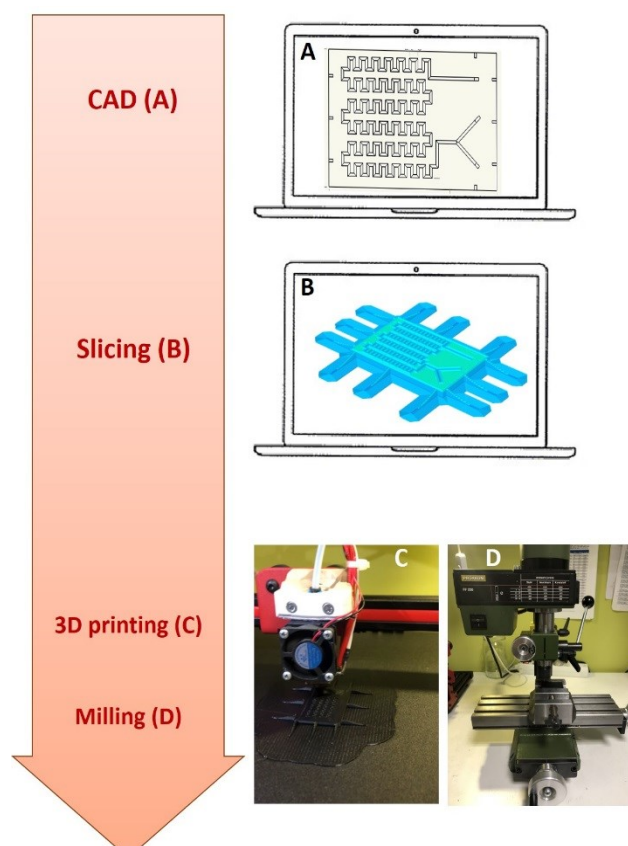 CAD (A)
A
Slicing (B)
B
3D printing (C)
Milling (D)
C
D